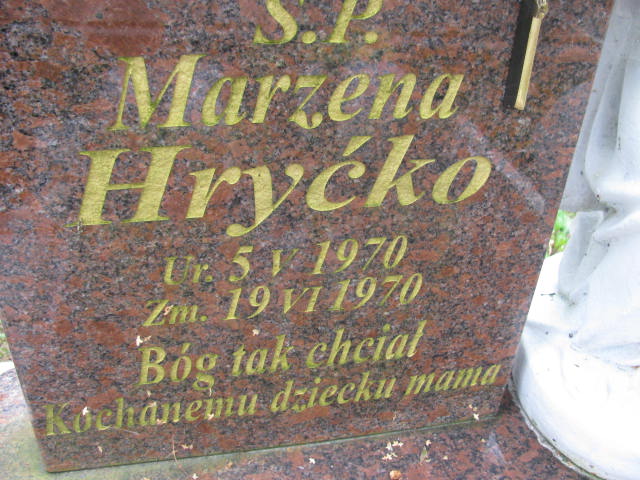 Ś.P.
Marzena
Hryćko
Ur. 5 V 1970
Zm. 19 VI 1970
Bóg tak chciał
Kochanemu dziecku mama